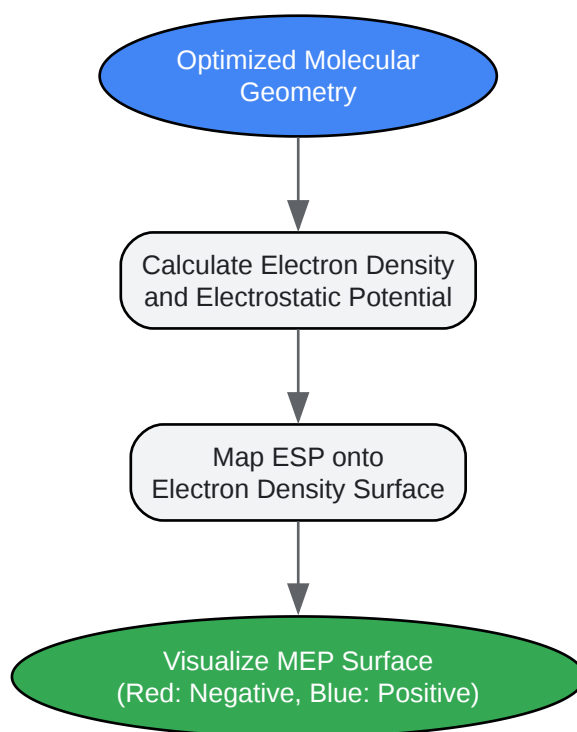 Optimized Molecular
Geometry
Calculate Electron Density
and Electrostatic Potential
Map ESP onto
Electron Density Surface
Visualize MEP Surface
(Red: Negative, Blue: Positive)